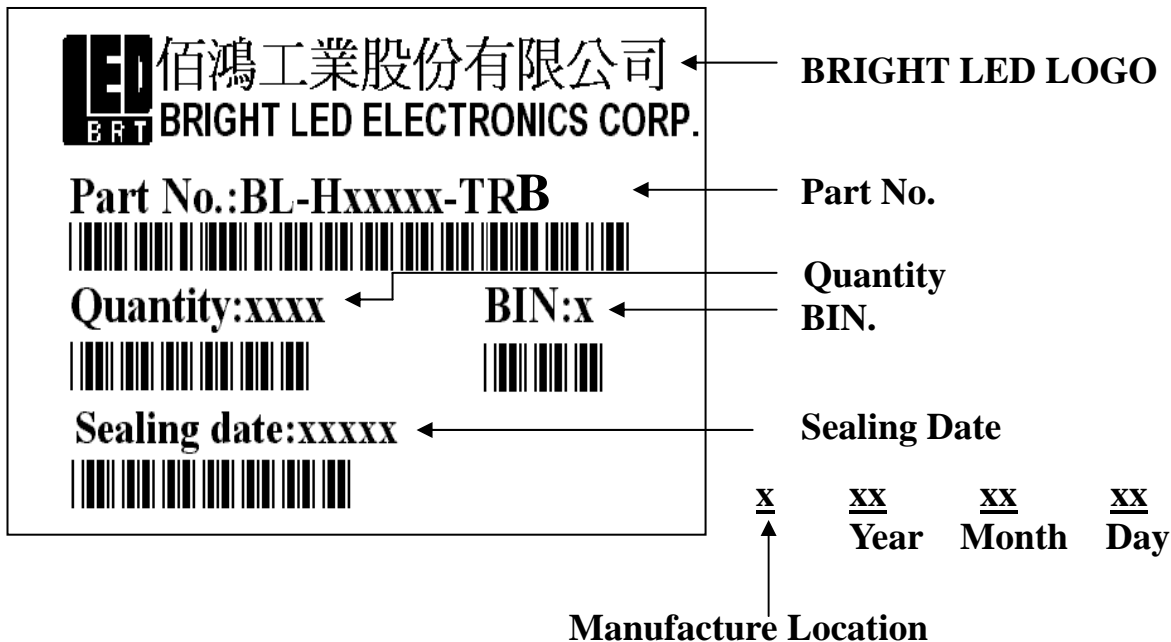 LED 佰鴻工業股份有限公司
BRT BRIGHT LED ELECTRONICS CORP.
BRIGHT LED LOGO
Part No.:BL-Hxxxxx-TRB
Part No.
Quantity:xxxx
BIN:x
Quantity
BIN.
Sealing date:xxxxx
Sealing Date
x xx xx xx
Year Month Day
Manufacture Location